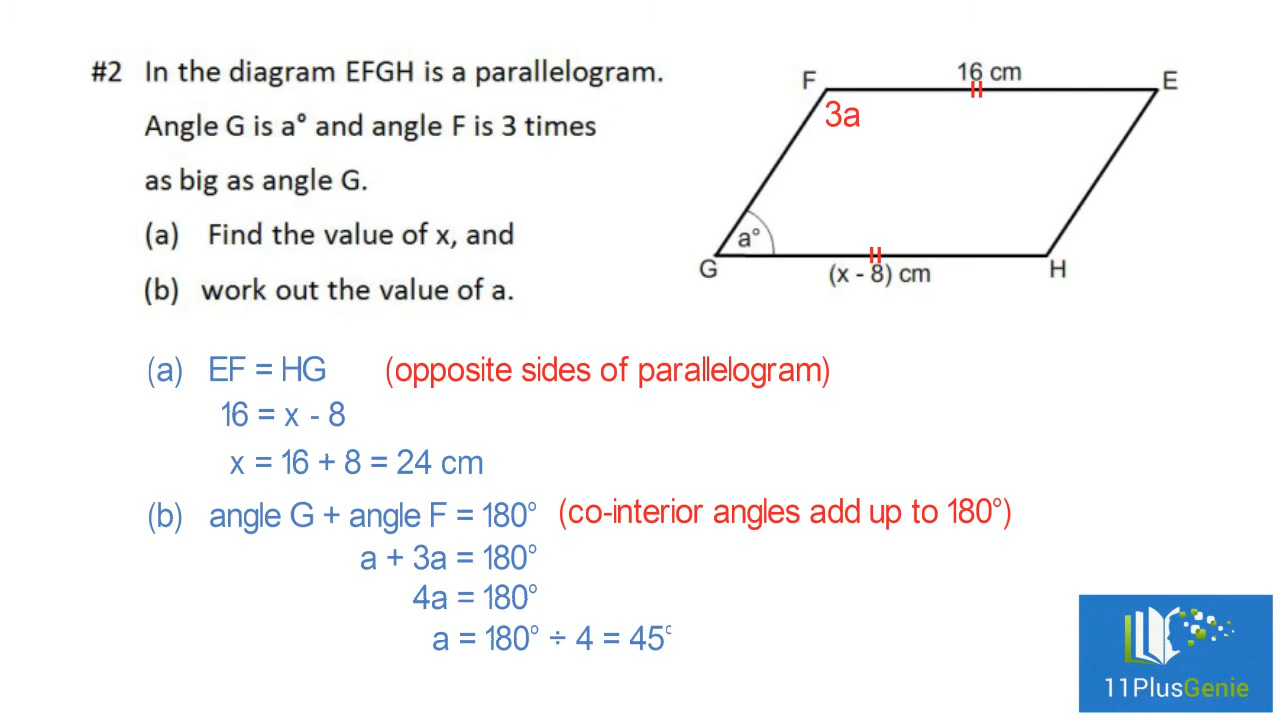 #2 In the diagram EFGH is a parallelogram.
Angle G is a° and angle F is 3 times
as big as angle G.
(a) Find the value of x, and
(b) work out the value of a.
F
16 cm
E
3a
a°
G
(x - 8) cm
H
(a) EF = HG (opposite sides of parallelogram)
16 = x - 8
x = 16 + 8 = 24 cm
(b) angle G + angle F = 180° (co-interior angles add up to 180°)
a + 3a = 180°
4a = 180°
a = 180° ÷ 4 = 45°
11PlusGenie